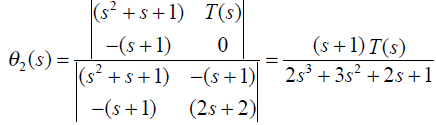 θ₂(s) = |(s² + s + 1) T(s) −(s + 1) 0| / |(s² + s + 1) −(s + 1) −(s + 1) (2s + 2)| = (s + 1) T(s) / 2s³ + 3s² + 2s + 1